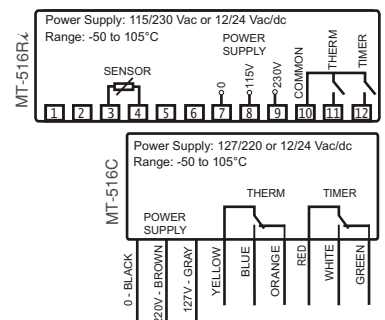 MT-516Ri
Power Supply: 115/230 Vac or 12/24 Vac/dc
Range: -50 to 105°C
SENSOR
POWER
SUPPLY
0
115V
230V
COMMON
THERM
TIMER
1 2 3 4 5 6 7 8 9 10 11 12
MT-516C
Power Supply: 127/220 or 12/24 Vac/dc
Range: -50 to 105°C
THERM TIMER
POWER
SUPPLY
0 - BLACK
220V - BROWN
127V - GRAY
YELLOW
BLUE
ORANGE
RED
WHITE
GREEN